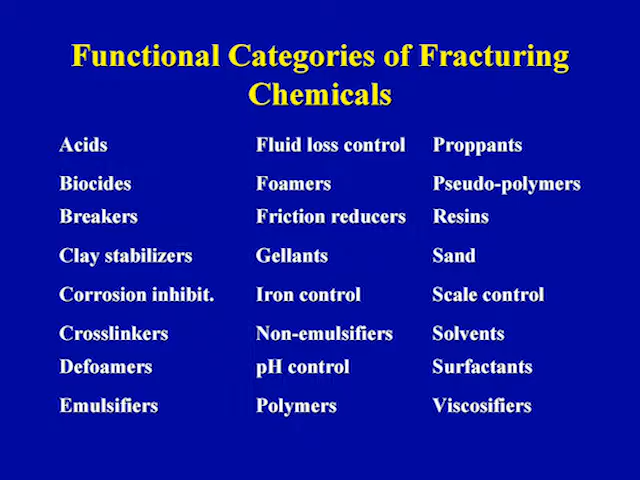 Functional Categories of Fracturing
Chemicals
Acids Fluid loss control Proppants
Biocides Foamers Pseudo-polymers
Breakers Friction reducers Resins
Clay stabilizers Gellants Sand
Corrosion inhibit. Iron control Scale control
Crosslinkers Non-emulsifiers Solvents
Defoamers pH control Surfactants
Emulsifiers Polymers Viscosifiers